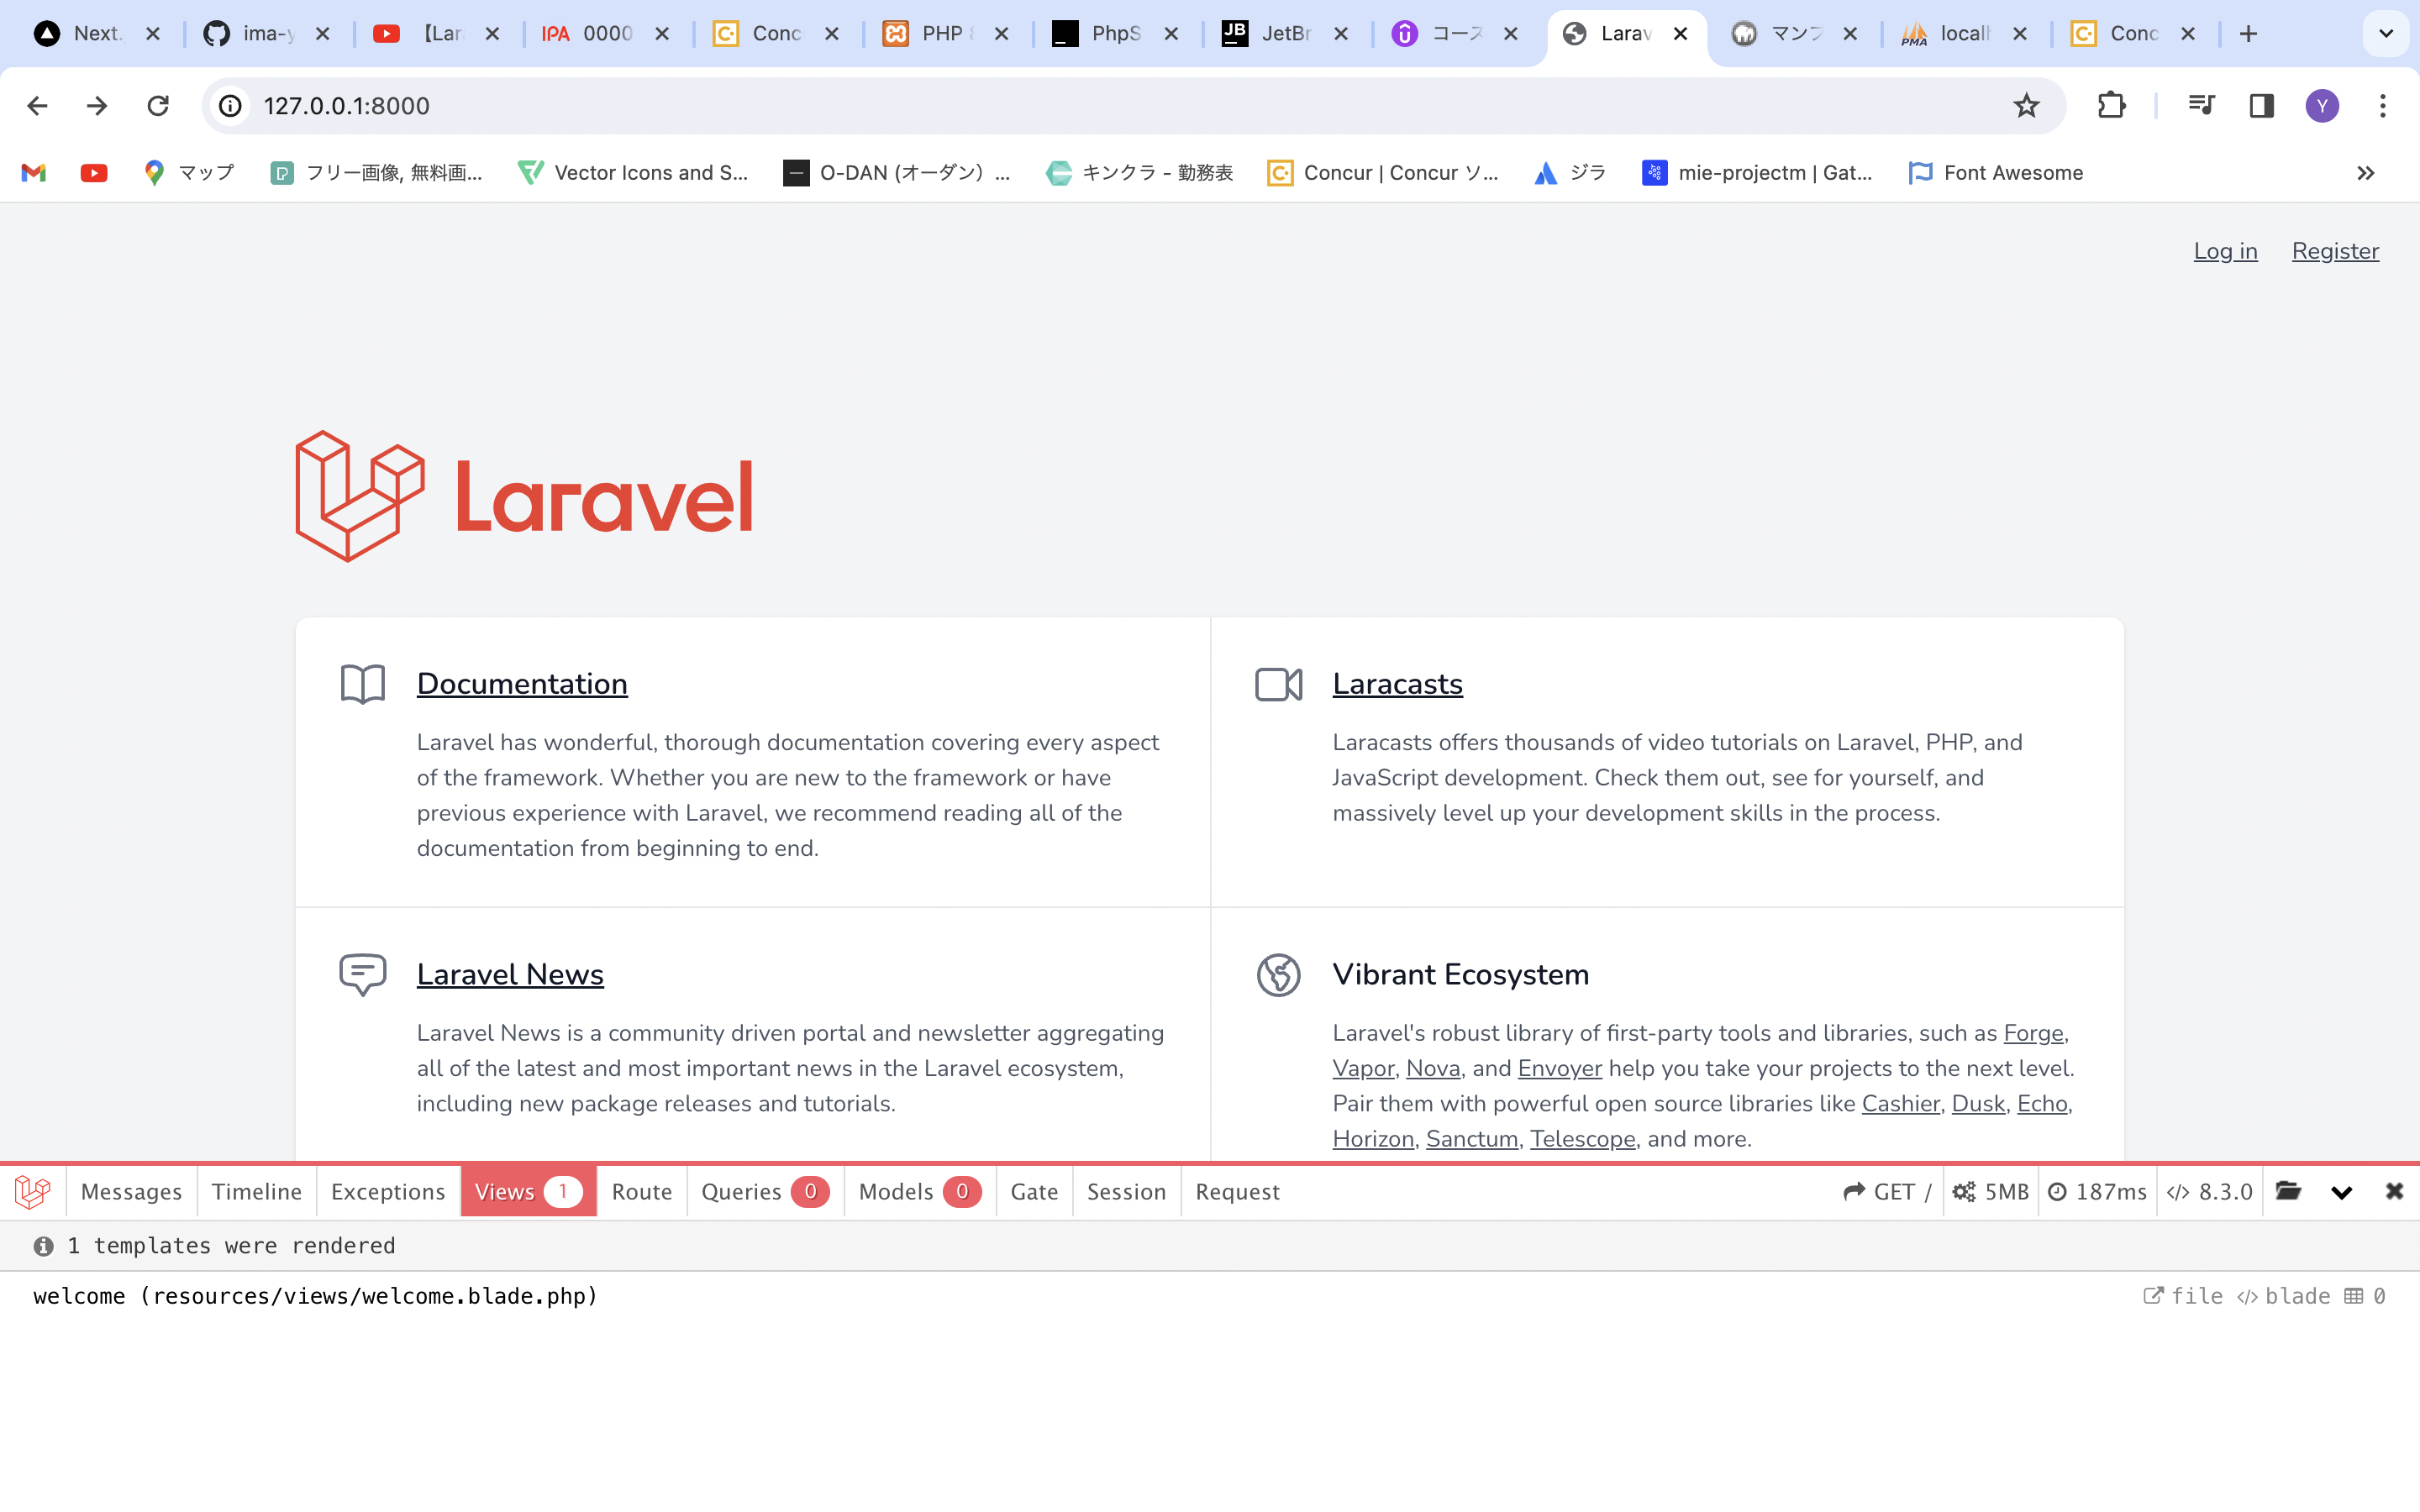 Next.
ima-y
【Lar
IPA 0000
Conc
PHP 8
PhpS
JB JetBr
コース
Larav
マンプ
PMA localh
Conc
127.0.0.1:8000
Y
マップ
フリー画像, 無料画...
Vector Icons and S...
O-DAN (オーダン) ...
キンクラ - 勤務表
Concur | Concur ソ...
ジラ
mie-projectm | Gat...
Font Awesome
Log in
Register
Laravel
Documentation
Laravel has wonderful, thorough documentation covering every aspect
of the framework. Whether you are new to the framework or have
previous experience with Laravel, we recommend reading all of the
documentation from beginning to end.
Laracasts
Laracasts offers thousands of video tutorials on Laravel, PHP, and
JavaScript development. Check them out, see for yourself, and
massively level up your development skills in the process.
Laravel News
Laravel News is a community driven portal and newsletter aggregating
all of the latest and most important news in the Laravel ecosystem,
including new package releases and tutorials.
Vibrant Ecosystem
Laravel's robust library of first-party tools and libraries, such as Forge,
Vapor, Nova, and Envoyer help you take your projects to the next level.
Pair them with powerful open source libraries like Cashier, Dusk, Echo,
Horizon, Sanctum, Telescope, and more.
Messages Timeline Exceptions Views 1 Route Queries 0 Models 0 Gate Session Request GET / 5MB 187ms </> 8.3.0
1 templates were rendered
welcome (resources/views/welcome.blade.php) file </> blade 0